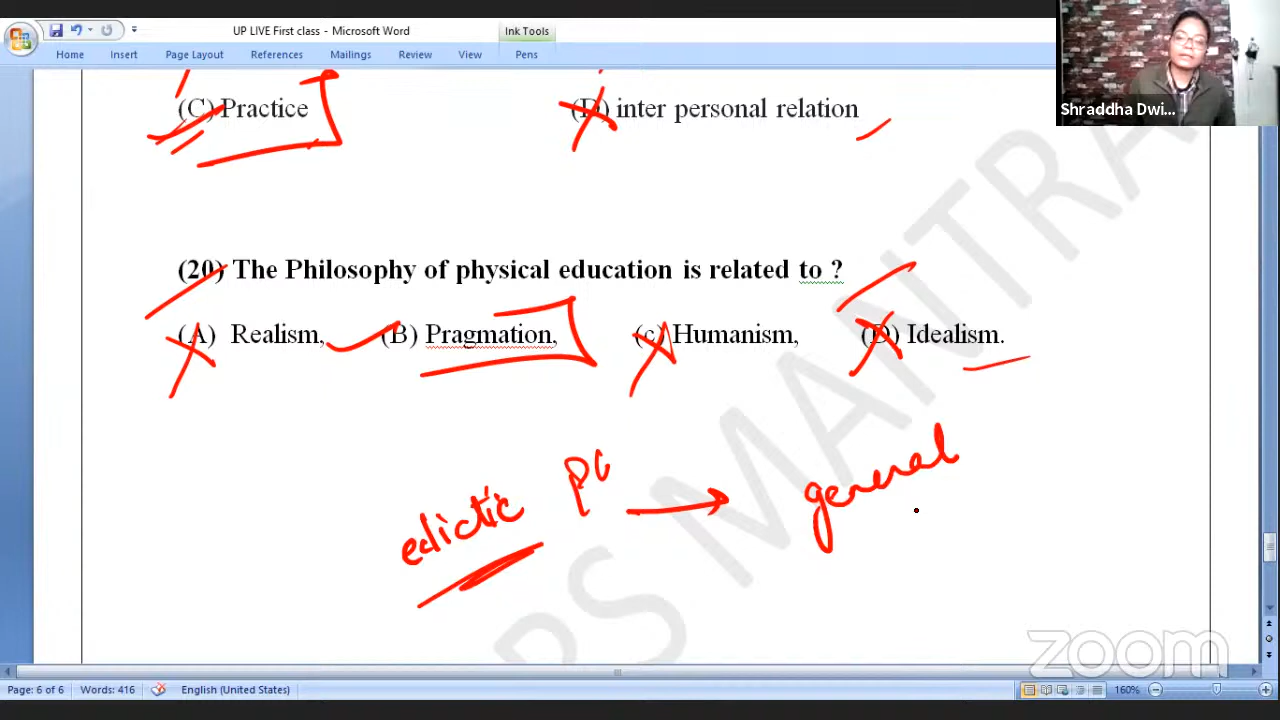 UP LIVE First class - Microsoft Word
Ink Tools
Home Insert Page Layout References Mailings Review View Pens
Shraddha Dwi...
(C) Practice (D) inter personal relation
(20) The Philosophy of physical education is related to ?
(A) Realism, (B) Pragmation, (c) Humanism, (D) Idealism.
general
RS MANTRA
zoom
Page: 6 of 6 Words: 416 English (United States) 160%